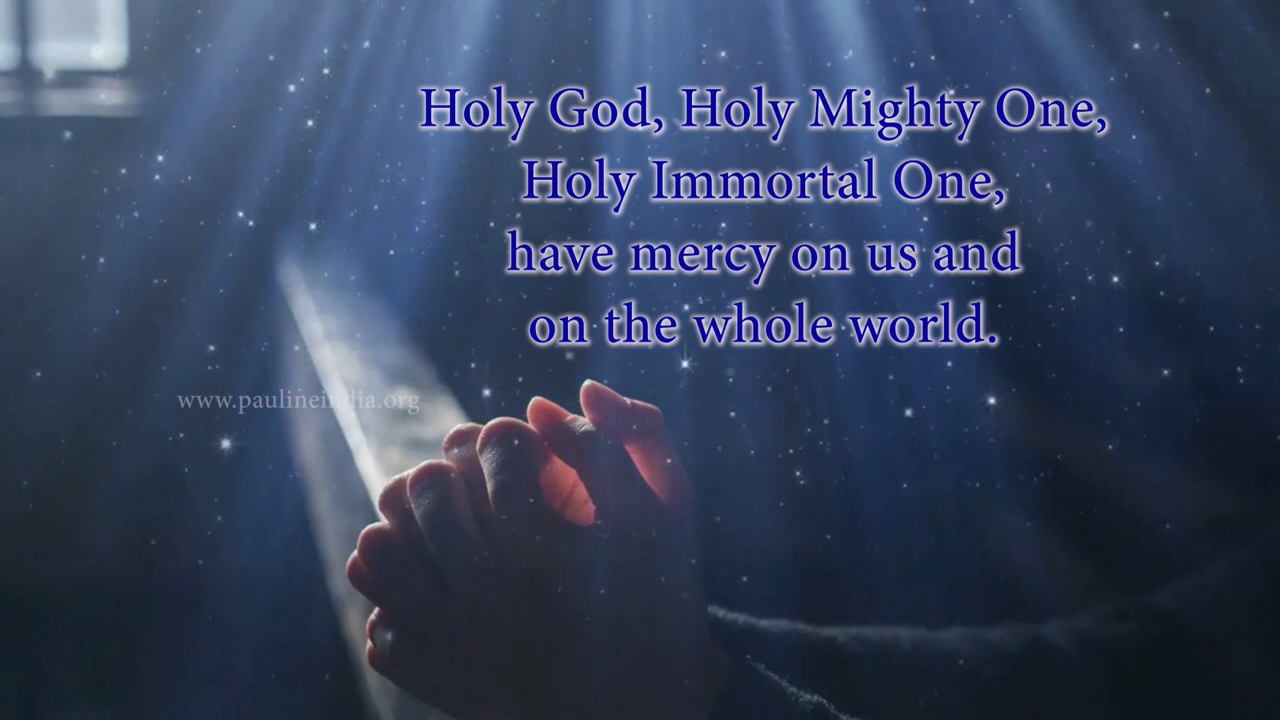 Holy God, Holy Mighty One,
Holy Immortal One,
have mercy on us and
on the whole world.
www.paulineindia.org